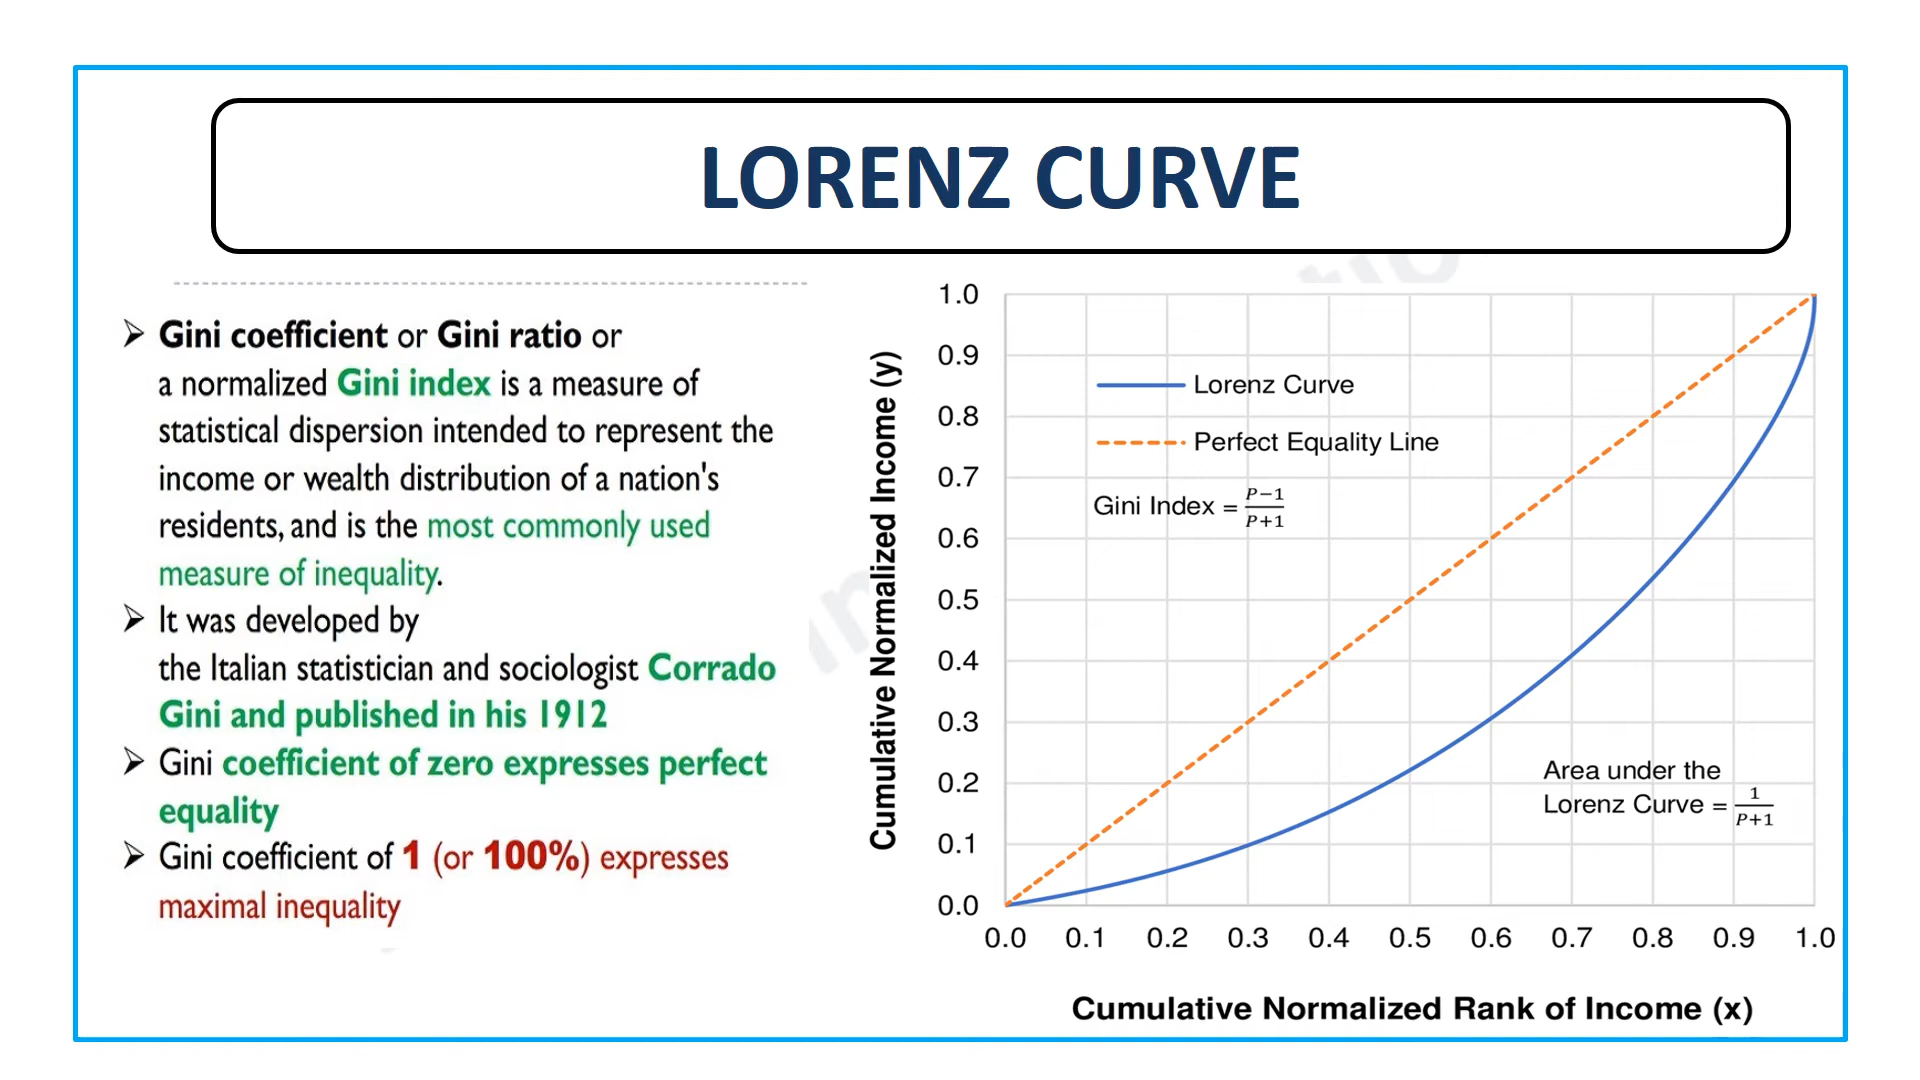 LORENZ CURVE
➢ Gini coefficient or Gini ratio or
a normalized Gini index is a measure of
statistical dispersion intended to represent the
income or wealth distribution of a nation's
residents, and is the most commonly used
measure of inequality.
➢ It was developed by
the Italian statistician and sociologist Corrado
Gini and published in his 1912
➢ Gini coefficient of zero expresses perfect
equality
➢ Gini coefficient of 1 (or 100%) expresses
maximal inequality
Cumulative Normalized Income (y)
1.0
0.9
0.8
0.7
0.6
0.5
0.4
0.3
0.2
0.1
0.0
Lorenz Curve
Perfect Equality Line
Gini Index = P−1/P+1
Area under the
Lorenz Curve = 1/P+1
0.0 0.1 0.2 0.3 0.4 0.5 0.6 0.7 0.8 0.9 1.0
Cumulative Normalized Rank of Income (x)